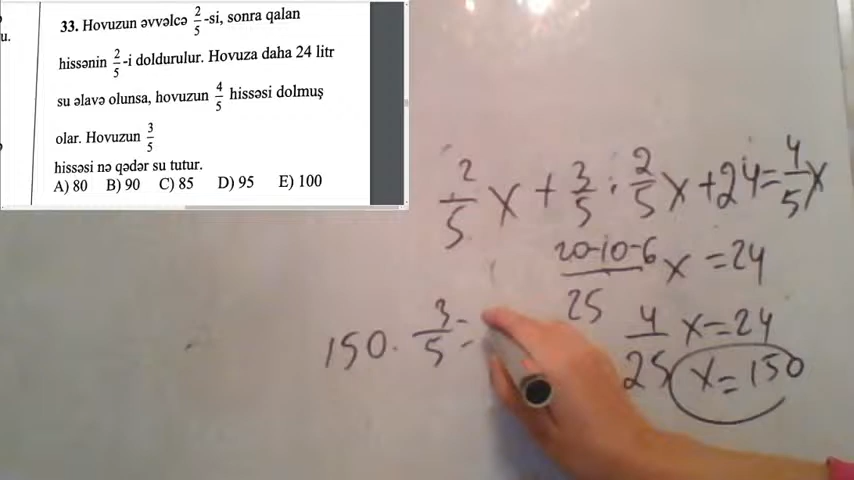 u.
33. Hovuzun əvvəlcə 2/5 -si, sonra qalan
hissənin 2/5 -i doldurulur. Hovuza daha 24 litr
su əlavə olunsa, hovuzun 4/5 hissəsi dolmuş
olar. Hovuzun 3/5
hissəsi nə qədər su tutur.
A) 80 B) 90 C) 85 D) 95 E) 100
2/5 x + 3/5 · 2/5 x + 24 = 4/5 x
20-10-6/25 x = 24
4/25 x = 24
x = 150
150 · 3/5 =